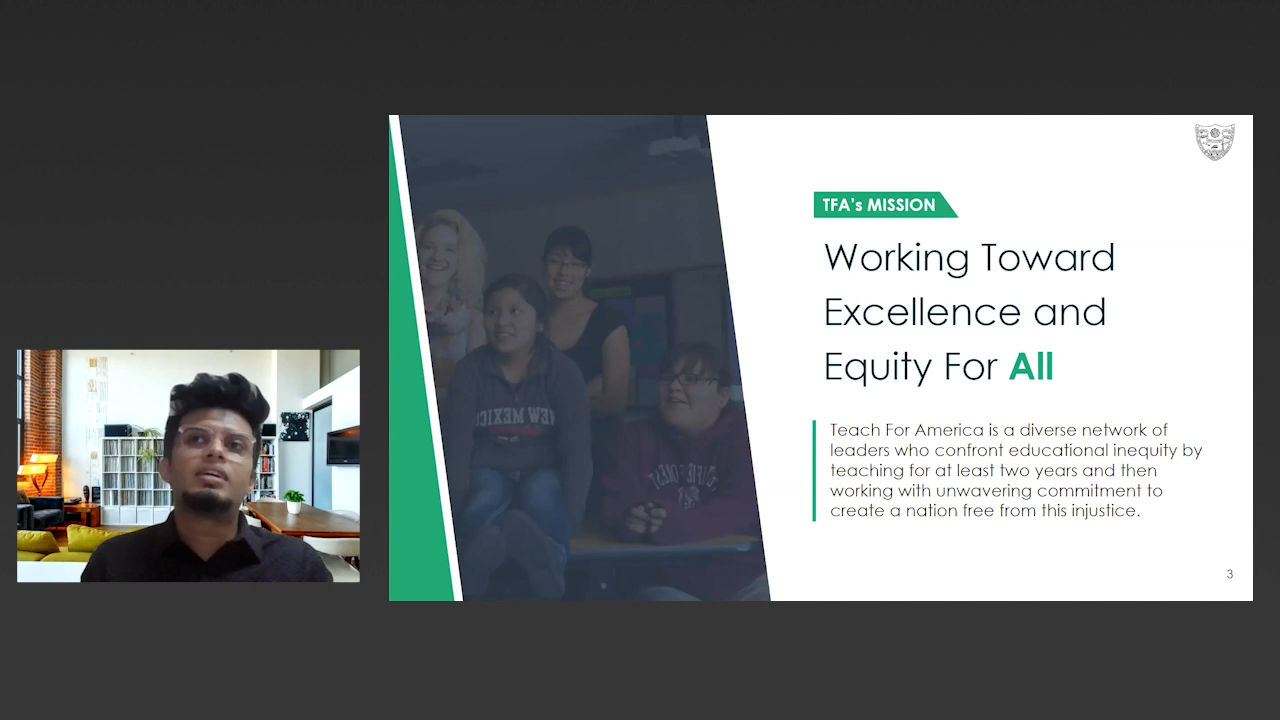 TFA's MISSION
Working Toward
Excellence and
Equity For All
Teach For America is a diverse network of
leaders who confront educational inequity by
teaching for at least two years and then
working with unwavering commitment to
create a nation free from this injustice.
NEW MEXICO
3